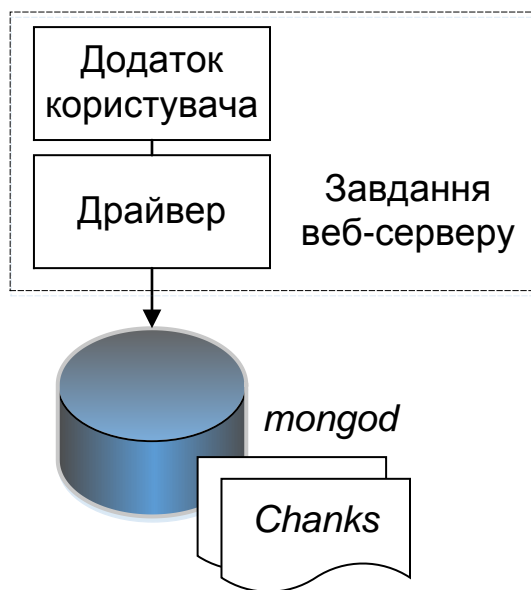 Додаток
користувача
Драйвер
Завдання
веб-серверу
mongod
Chanks